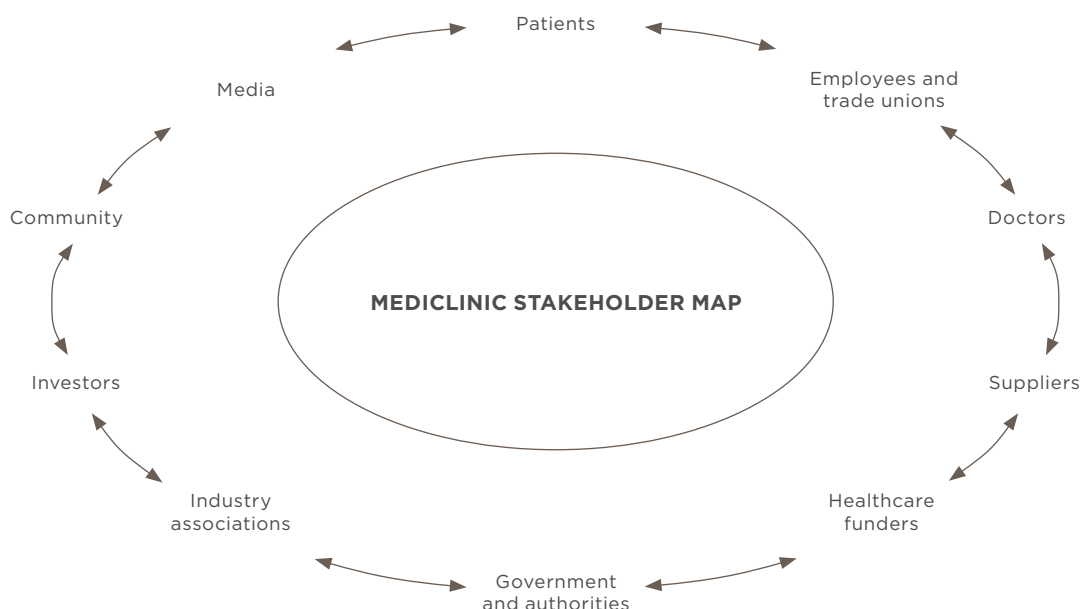 Patients
Media
Employees and
trade unions
Community
Doctors
MEDICLINIC STAKEHOLDER MAP
Investors
Suppliers
Industry
associations
Healthcare
funders
Government
and authorities